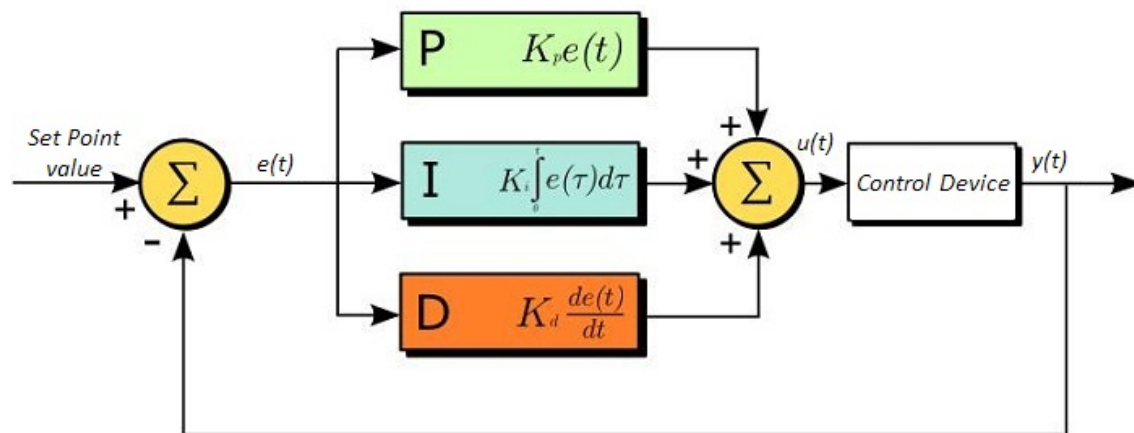 P K_p e(t)
Set Point
value
+
-
Σ
e(t)
I K_i ∫_0^τ e(τ)dτ
D K_d de(t)/dt
+
+
+
Σ
u(t)
Control Device
y(t)